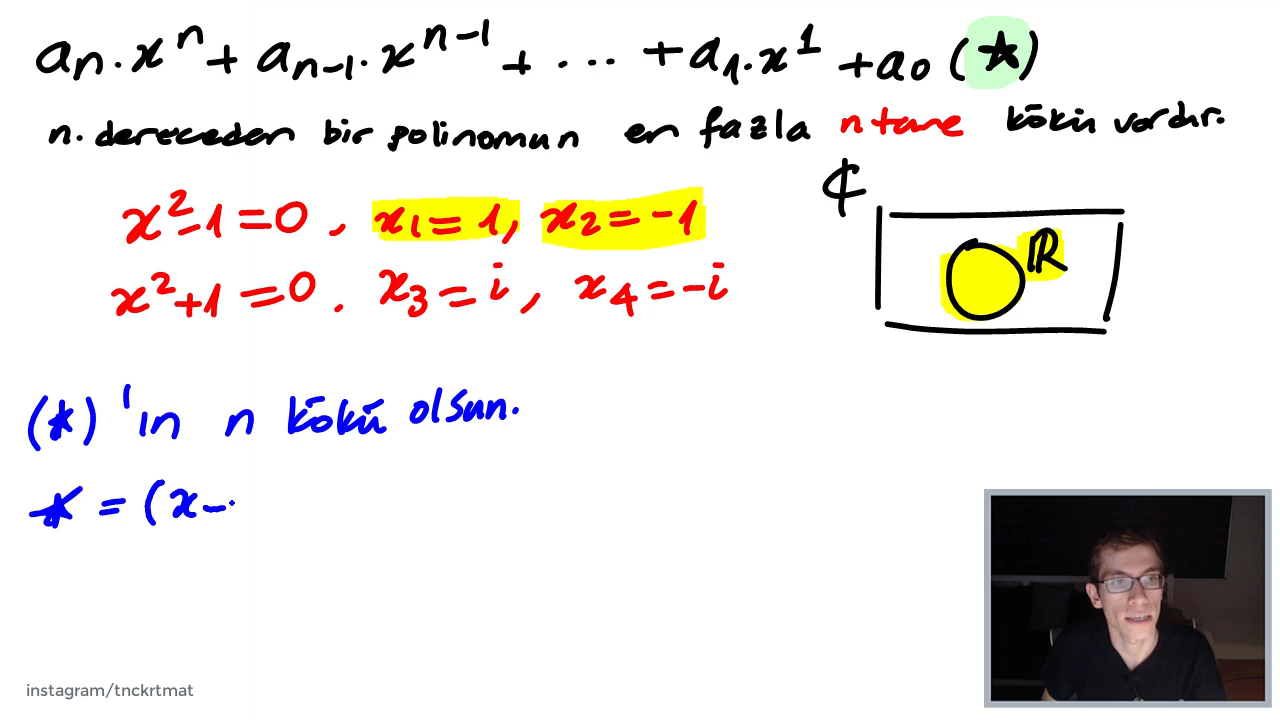 aₙ·xⁿ + aₙ₋₁·xⁿ⁻¹ + ... + a₁·x¹ + a₀ (★)
n. dereceden bir polinomun en fazla n tane kökü vardır.
x²-1=0, x₁=1, x₂=-1
ℂ
ℝ
x²+1=0. x₃=i, x₄=-i
(★)'ın n kökü olsun.
★ = (x-
instagram/tnckrtmat